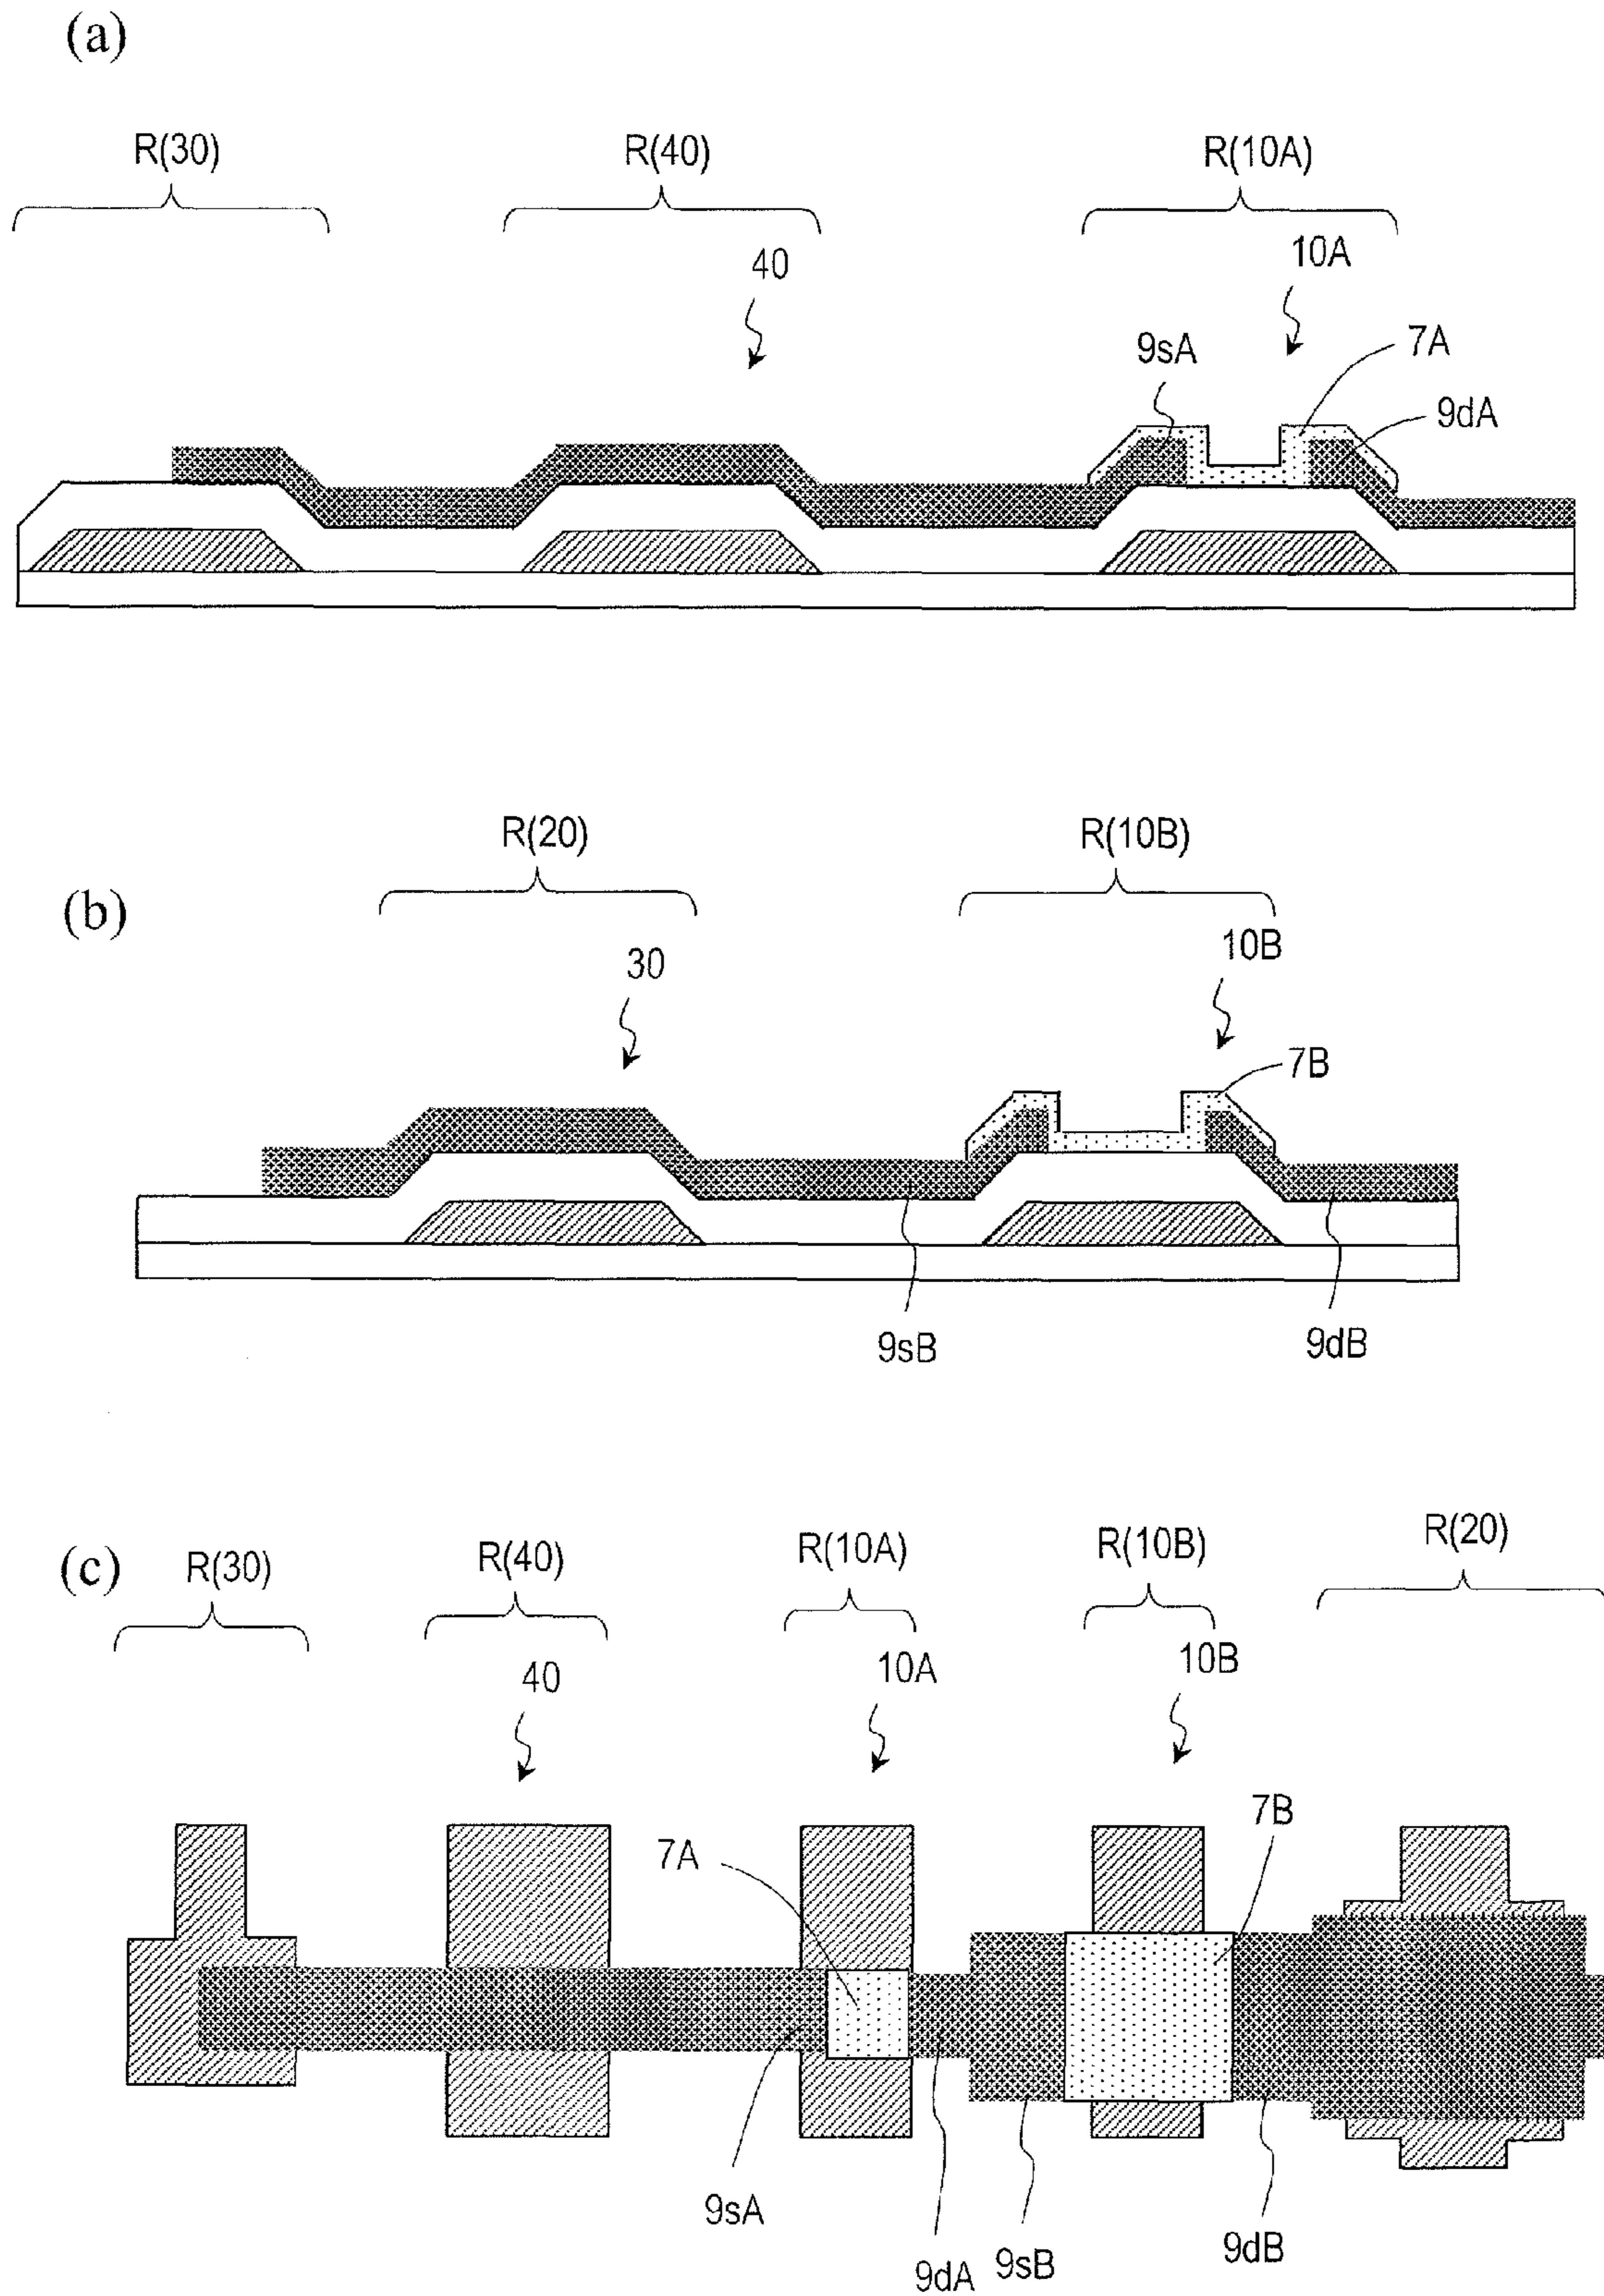 (a)
R(30) R(40) R(10A)
40 10A
9sA 7A
9dA
(b)
R(20) R(10B)
30 10B
7B
9sB 9dB
(c)
R(30) R(40) R(10A) R(10B) R(20)
40 10A 10B
7A 7B
9sA 9dA 9sB 9dB